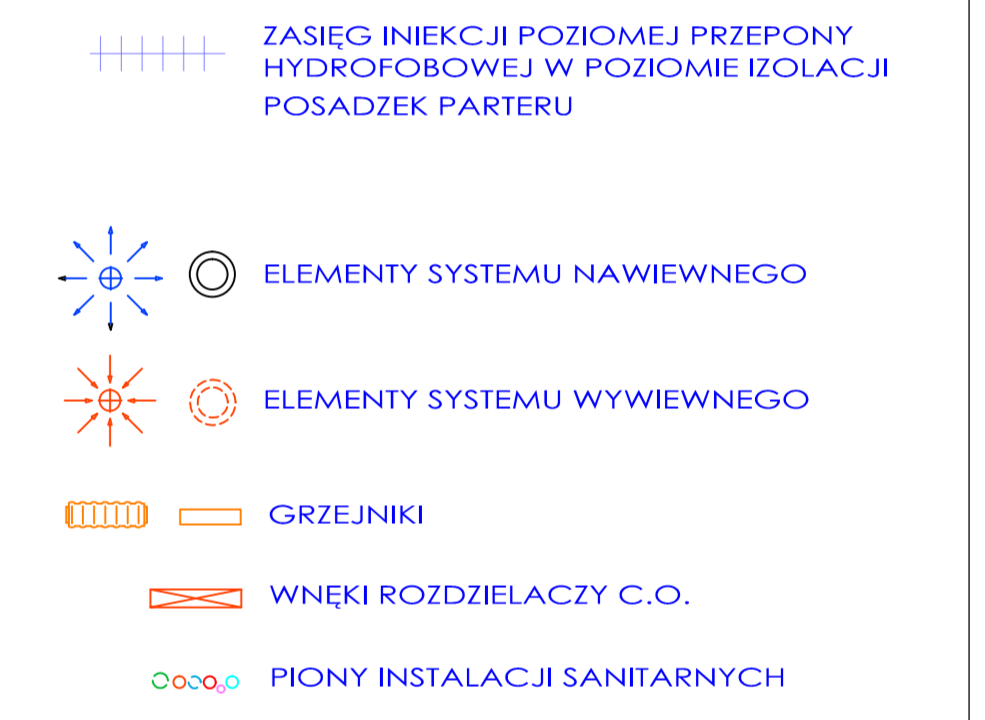 ZASIĘG INIEKCJI POZIOMEJ PRZEPONY
HYDROFOBOWEJ W POZIOMIE IZOLACJI
POSADZEK PARTERU
ELEMENTY SYSTEMU NAWIEWNEGO
ELEMENTY SYSTEMU WYWIEWNEGO
GRZEJNIKI
WNĘKI ROZDZIELACZY C.O.
PIONY INSTALACJI SANITARNYCH